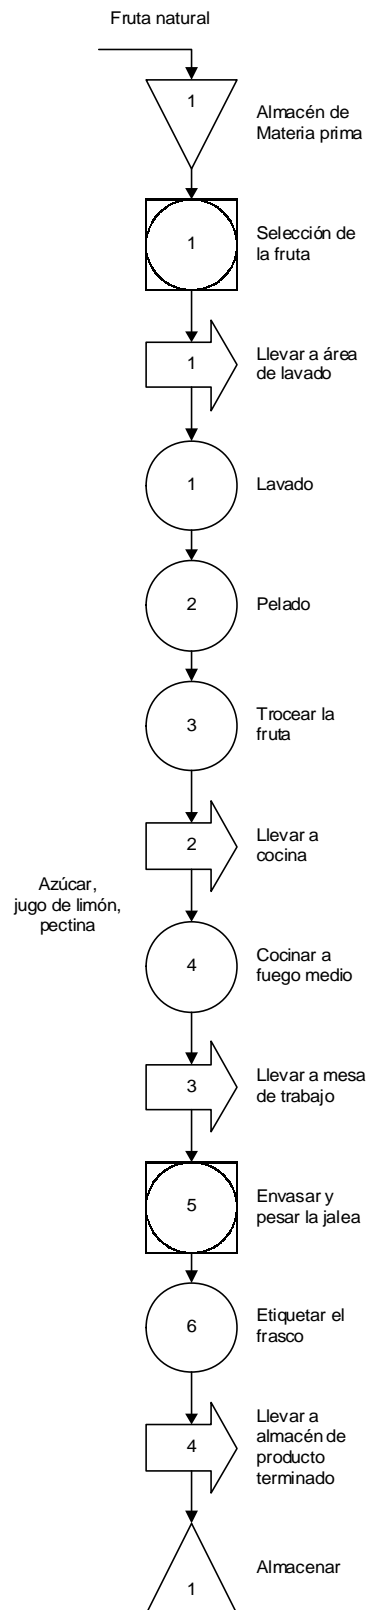 Fruta natural
1
Almacén de
Materia prima
1
Selección de
la fruta
1
Llevar a área
de lavado
1
Lavado
2
Pelado
3
Trocear la
fruta
2
Llevar a
cocina
Azúcar,
jugo de limón,
pectina
4
Cocinar a
fuego medio
3
Llevar a mesa
de trabajo
5
Envasar y
pesar la jalea
6
Etiquetar el
frasco
4
Llevar a
almacén de
producto
terminado
1
Almacenar